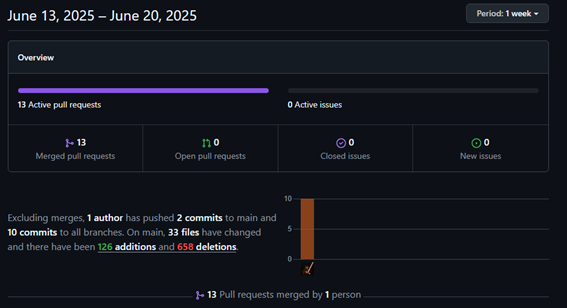 June 13, 2025 – June 20, 2025
Period: 1 week
Overview
13 Active pull requests
0 Active issues
13
Merged pull requests
0
Open pull requests
0
Closed issues
0
New issues
Excluding merges, 1 author has pushed 2 commits to main and
10 commits to all branches. On main, 33 files have changed
and there have been 126 additions and 658 deletions.
10
5
0
13 Pull requests merged by 1 person